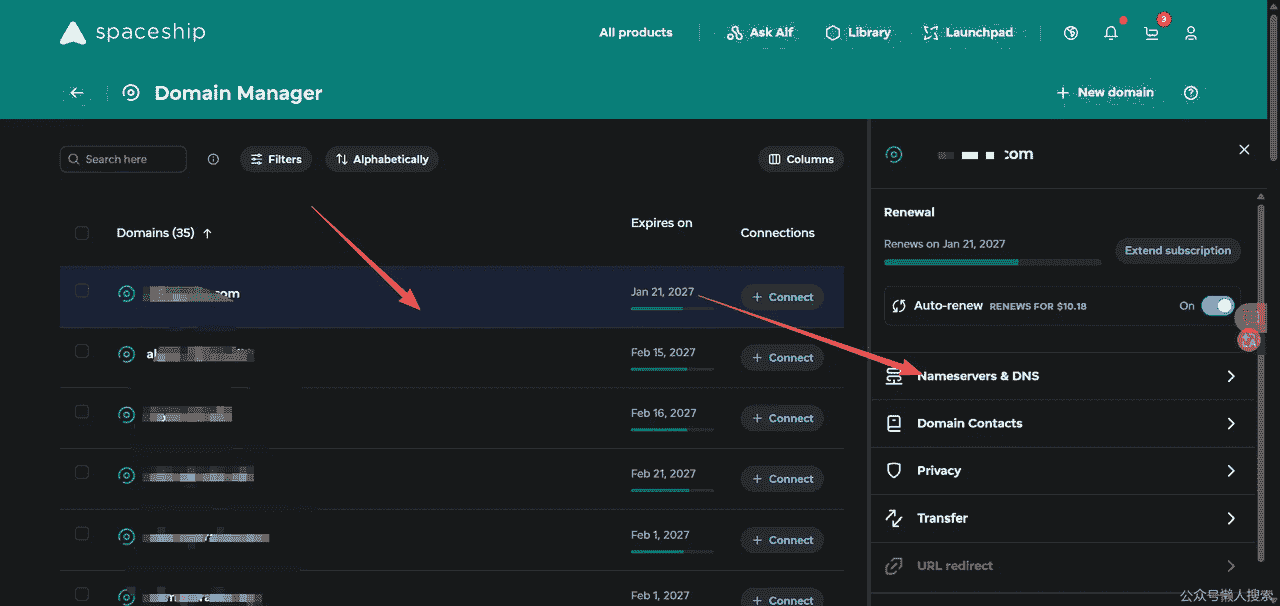 spaceship
All products
Ask Alf
Library
Launchpad
3
Domain Manager
New domain
Search here
Filters
Alphabetically
Columns
Domains (35)
Expires on
Connections
om
Jan 21, 2027
Connect
al
Feb 15, 2027
Connect
Feb 16, 2027
Connect
Feb 21, 2027
Connect
Feb 1, 2027
Connect
Feb 1, 2027
Connect
:om
Renewal
Renews on Jan 21, 2027
Extend subscription
Auto-renew RENEWS FOR $10.18
On
Nameservers & DNS
Domain Contacts
Privacy
Transfer
URL redirect
公众号懒人搜索